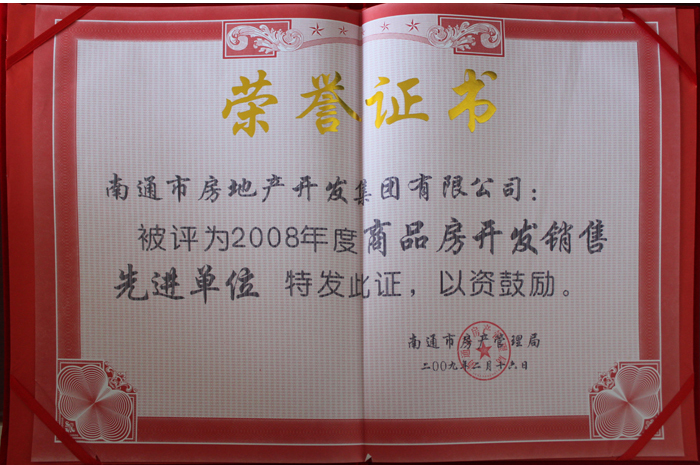 荣誉证书
南通市房地产开发集团有限公司：
被评为2008年度商品房开发销售
先进单位 特发此证，以资鼓励。
南通市房产管理局
二〇〇九年二月十六日